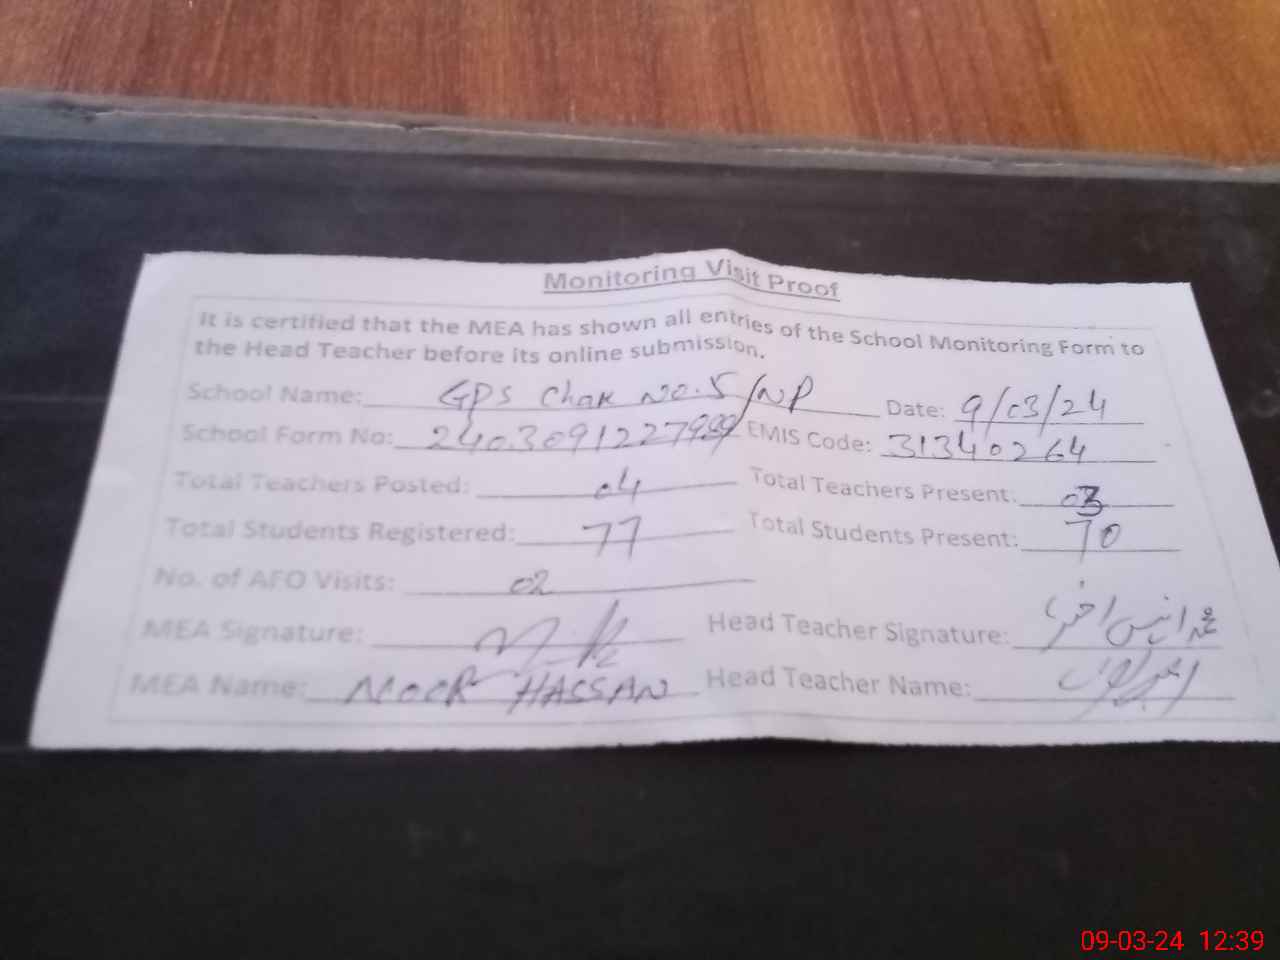 Monitoring Visit Proof
It is certified that the MEA has shown all entries of the School Monitoring Form to
the Head Teacher before its online submission.
School Name: GPS Chak No.5/NP Date: 9/03/24
School Form No: EMIS Code: 31340264
Total Teachers Posted: 04 Total Teachers Present: 03
Total Students Registered: 77 Total Students Present: 70
No. of AFO Visits: 02
MEA Signature: Head Teacher Signature:
MEA Name: NOOR HASSAN Head Teacher Name:
09-03-24 12:39